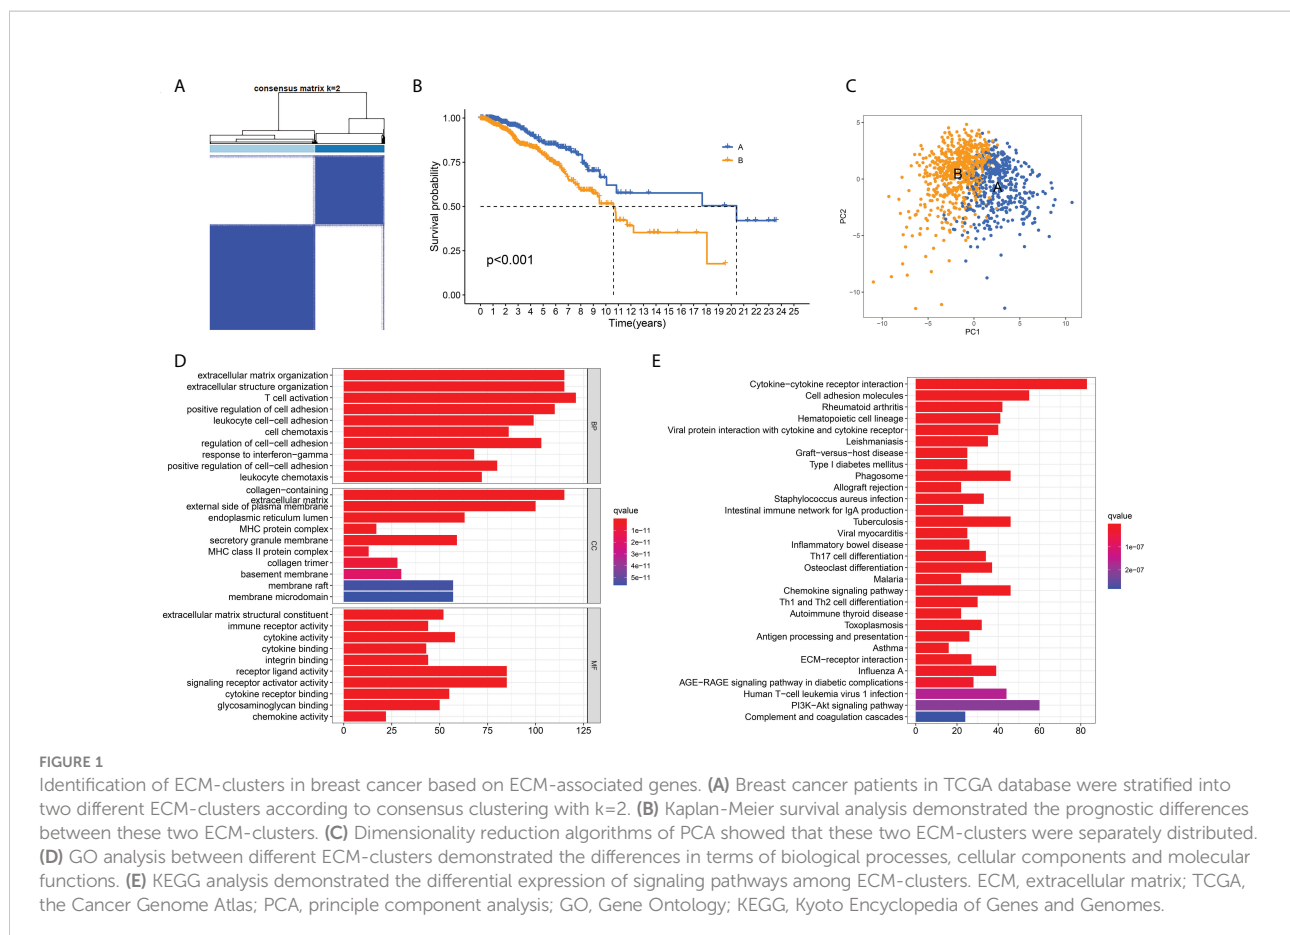 A
consensus matrix k=2
B
1.00
0.75
0.50
0.25
0.00
Survival probability
A
B
p<0.001
0 1 2 3 4 5 6 7 8 9 10 11 12 13 14 15 16 17 18 19 20 21 22 23 24 25
Time(years)
C
5
0
−5
−10
PC2
B
A
−10 −5 0 5 10
PC1
D
extracellular matrix organization
extracellular structure organization
T cell activation
positive regulation of cell adhesion
leukocyte cell−cell adhesion
cell chemotaxis
regulation of cell−cell adhesion
response to interferon−gamma
positive regulation of cell−cell adhesion
leukocyte chemotaxis
BP
collagen−containing
extracellular matrix
external side of plasma membrane
endoplasmic reticulum lumen
MHC protein complex
secretory granule membrane
MHC class II protein complex
collagen trimer
basement membrane
membrane raft
membrane microdomain
CC
extracellular matrix structural constituent
immune receptor activity
cytokine activity
cytokine binding
integrin binding
receptor ligand activity
signaling receptor activator activity
cytokine receptor binding
glycosaminoglycan binding
chemokine activity
MF
0 25 50 75 100 125
qvalue
1e−11
2e−11
3e−11
4e−11
5e−11
E
Cytokine−cytokine receptor interaction
Cell adhesion molecules
Rheumatoid arthritis
Hematopoietic cell lineage
Viral protein interaction with cytokine and cytokine receptor
Leishmaniasis
Graft−versus−host disease
Type I diabetes mellitus
Phagosome
Allograft rejection
Staphylococcus aureus infection
Intestinal immune network for IgA production
Tuberculosis
Viral myocarditis
Inflammatory bowel disease
Th17 cell differentiation
Osteoclast differentiation
Malaria
Chemokine signaling pathway
Th1 and Th2 cell differentiation
Autoimmune thyroid disease
Toxoplasmosis
Antigen processing and presentation
Asthma
ECM−receptor interaction
Influenza A
AGE−RAGE signaling pathway in diabetic complications
Human T−cell leukemia virus 1 infection
PI3K−Akt signaling pathway
Complement and coagulation cascades
0 20 40 60 80
qvalue
1e−07
2e−07
FIGURE 1
Identification of ECM-clusters in breast cancer based on ECM-associated genes. (A) Breast cancer patients in TCGA database were stratified into
two different ECM-clusters according to consensus clustering with k=2. (B) Kaplan-Meier survival analysis demonstrated the prognostic differences
between these two ECM-clusters. (C) Dimensionality reduction algorithms of PCA showed that these two ECM-clusters were separately distributed.
(D) GO analysis between different ECM-clusters demonstrated the differences in terms of biological processes, cellular components and molecular
functions. (E) KEGG analysis demonstrated the differential expression of signaling pathways among ECM-clusters. ECM, extracellular matrix; TCGA,
the Cancer Genome Atlas; PCA, principle component analysis; GO, Gene Ontology; KEGG, Kyoto Encyclopedia of Genes and Genomes.